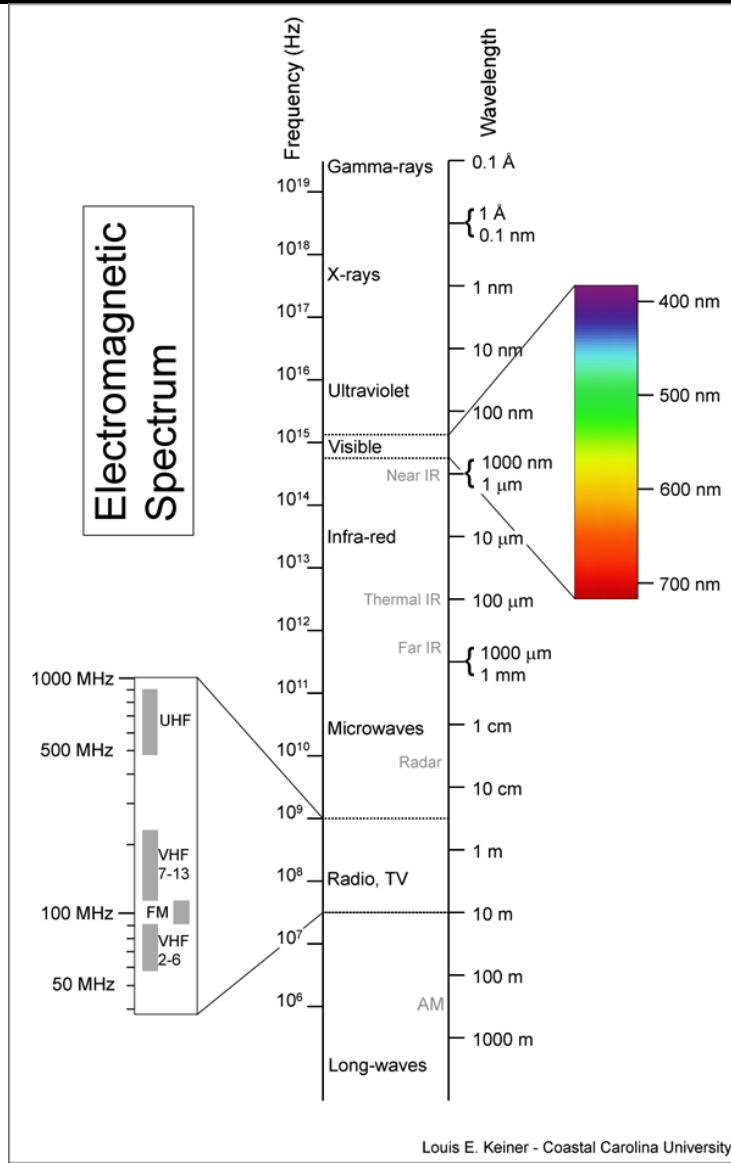 Frequency (Hz)
Wavelength
Electromagnetic
Spectrum
Gamma-rays
X-rays
Ultraviolet
Visible
Near IR
Infra-red
Thermal IR
Far IR
Microwaves
Radar
Radio, TV
AM
Long-waves
10¹⁹
10¹⁸
10¹⁷
10¹⁶
10¹⁵
10¹⁴
10¹³
10¹²
10¹¹
10¹⁰
10⁹
10⁸
10⁷
10⁶
0.1 Å
1 Å
0.1 nm
1 nm
10 nm
100 nm
1000 nm
1 μm
10 μm
100 μm
1000 μm
1 mm
1 cm
10 cm
1 m
10 m
100 m
1000 m
400 nm
500 nm
600 nm
700 nm
1000 MHz
500 MHz
100 MHz
50 MHz
UHF
VHF
7-13
FM
VHF
2-6
Louis E. Keiner - Coastal Carolina University